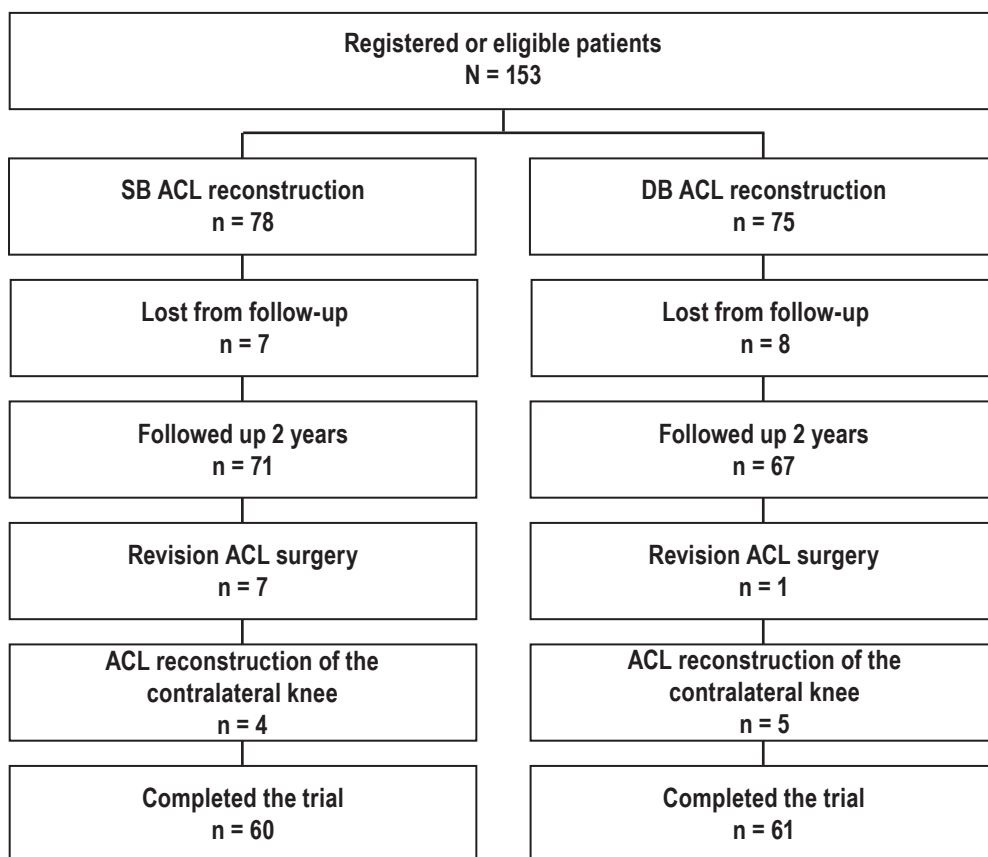 Registered or eligible patients
N = 153
SB ACL reconstruction
n = 78
DB ACL reconstruction
n = 75
Lost from follow-up
n = 7
Lost from follow-up
n = 8
Followed up 2 years
n = 71
Followed up 2 years
n = 67
Revision ACL surgery
n = 7
Revision ACL surgery
n = 1
ACL reconstruction of the
contralateral knee
n = 4
ACL reconstruction of the
contralateral knee
n = 5
Completed the trial
n = 60
Completed the trial
n = 61